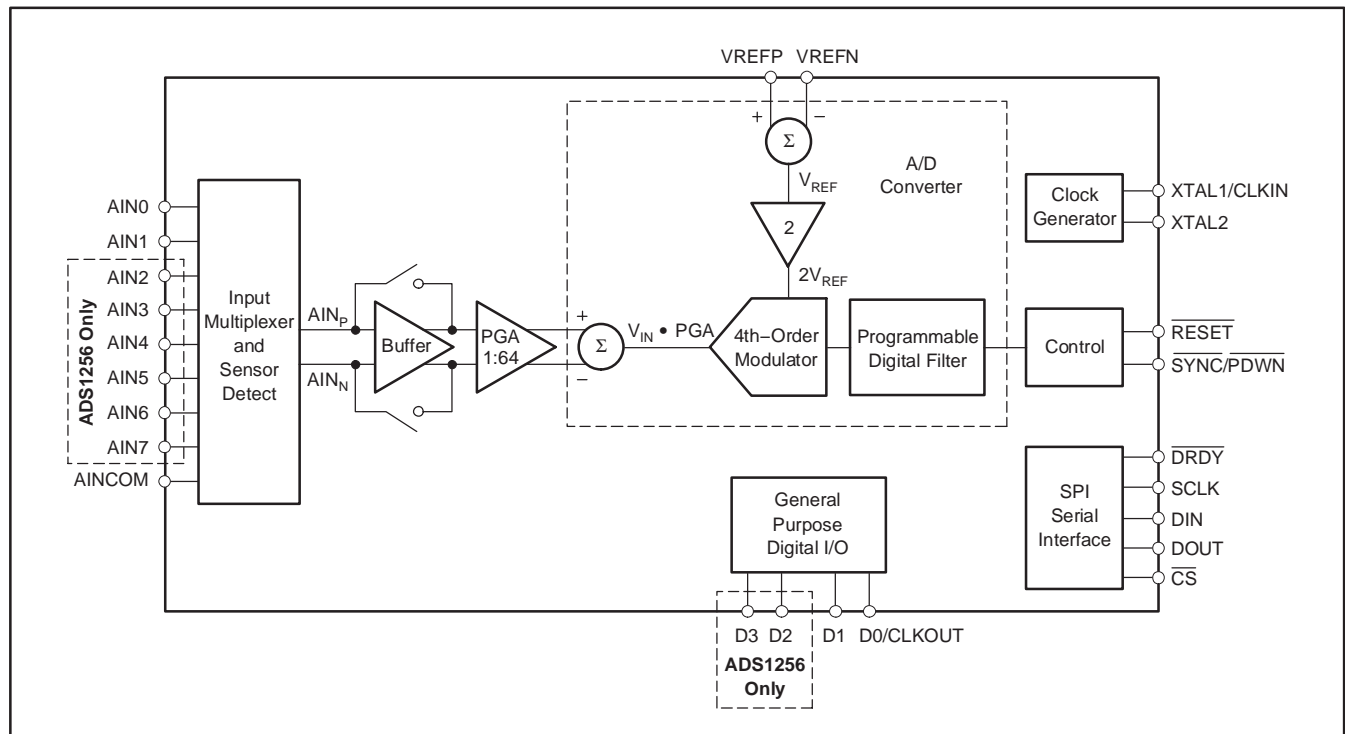 VREFP VREFN
+ −
Σ
A/D
Converter
V_REF
2
2V_REF
AIN0
AIN1
AIN2
AIN3
AIN4
AIN5
AIN6
AIN7
AINCOM
ADS1256 Only
Input
Multiplexer
and
Sensor
Detect
AIN_P
AIN_N
Buffer
PGA
1:64
+
Σ
−
V_IN • PGA
4th−Order
Modulator
Programmable
Digital Filter
Clock
Generator
XTAL1/CLKIN
XTAL2
Control
RESET
SYNC/PDWN
SPI
Serial
Interface
DRDY
SCLK
DIN
DOUT
CS
General
Purpose
Digital I/O
D3 D2 D1 D0/CLKOUT
ADS1256
Only